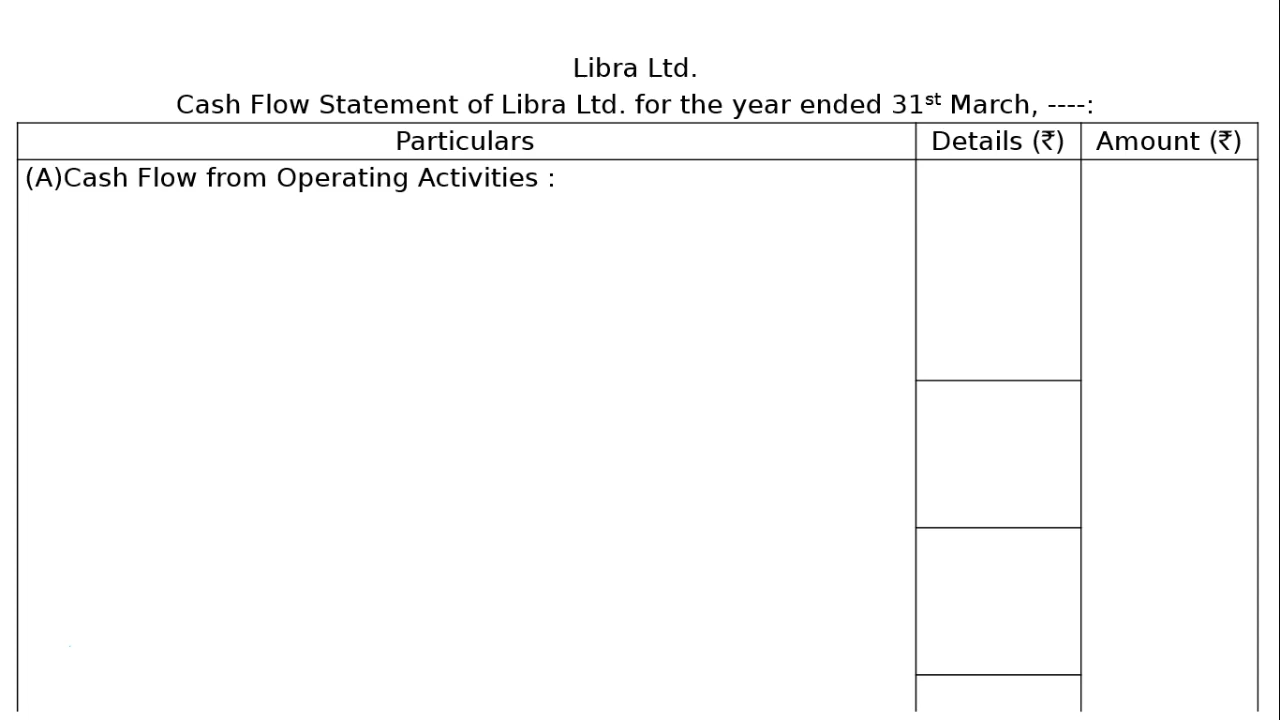 Libra Ltd.
Cash Flow Statement of Libra Ltd. for the year ended 31ˢᵗ March, ----:
Particulars Details (₹) Amount (₹)
(A)Cash Flow from Operating Activities :